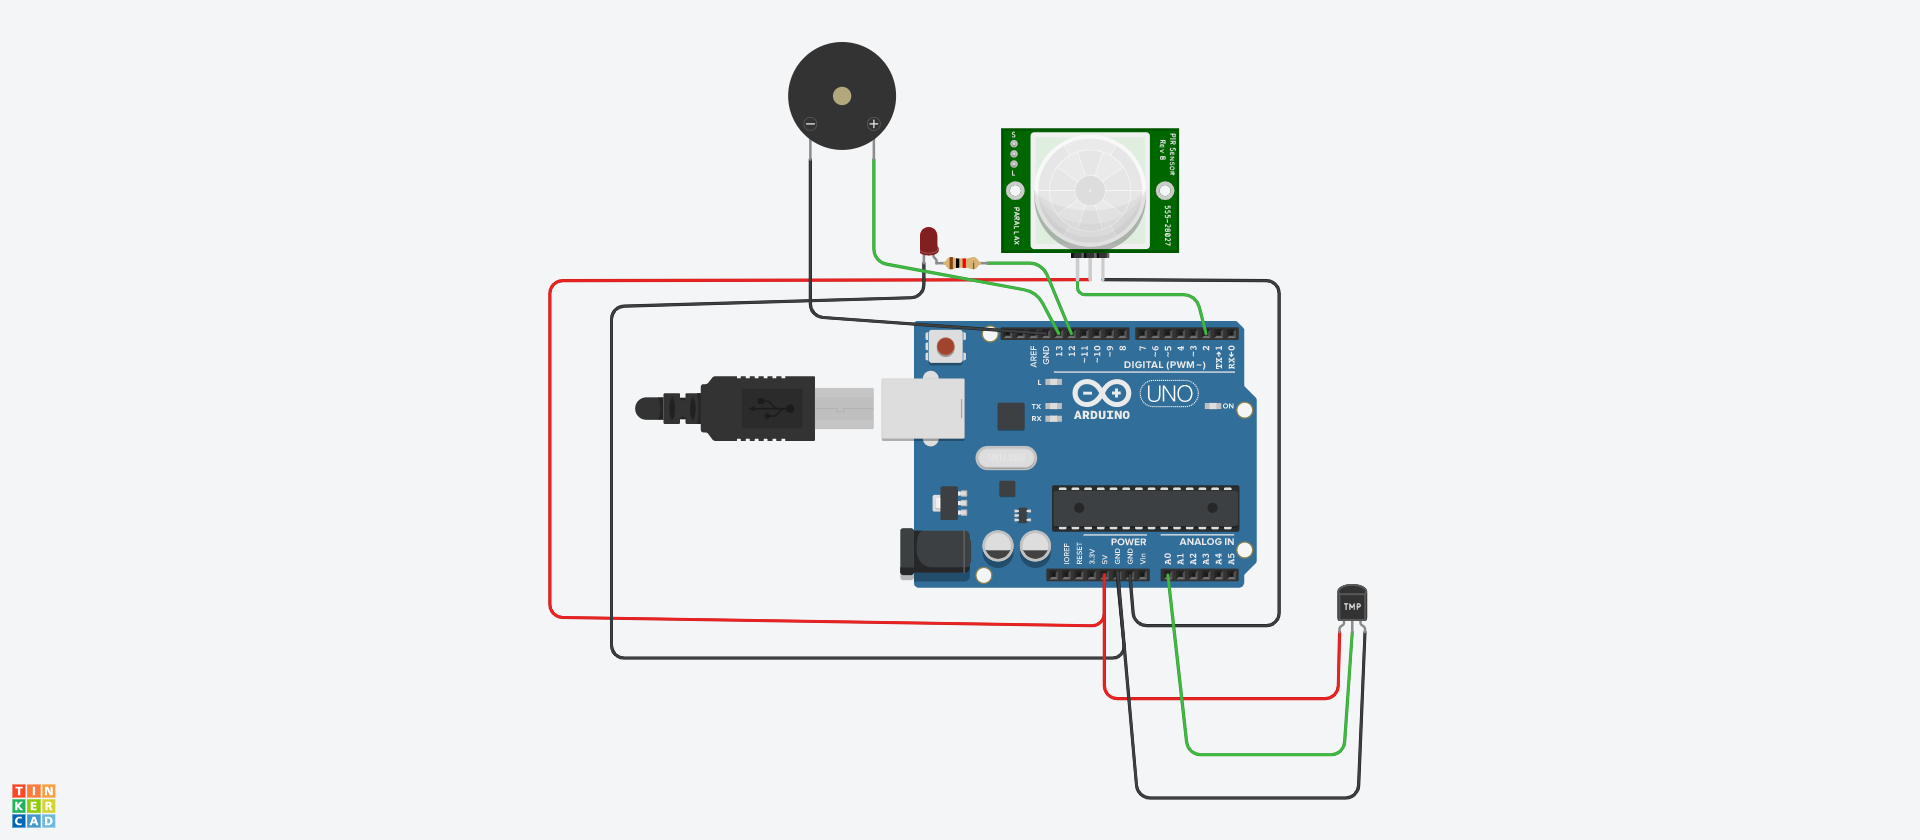 S
L
PARALLAX
PIR SENSOR
Rev B
555-28027
AREF
GND
13
12
~11
~10
~9
8
7
~6
~5
4
~3
2
TX→1
RX←0
DIGITAL (PWM~)
L
TX
RX
ARDUINO
UNO
ON
POWER
ANALOG IN
IOREF
RESET
3.3V
5V
GND
GND
Vin
A0
A1
A2
A3
A4
A5
TMP
TIN
KER
CAD